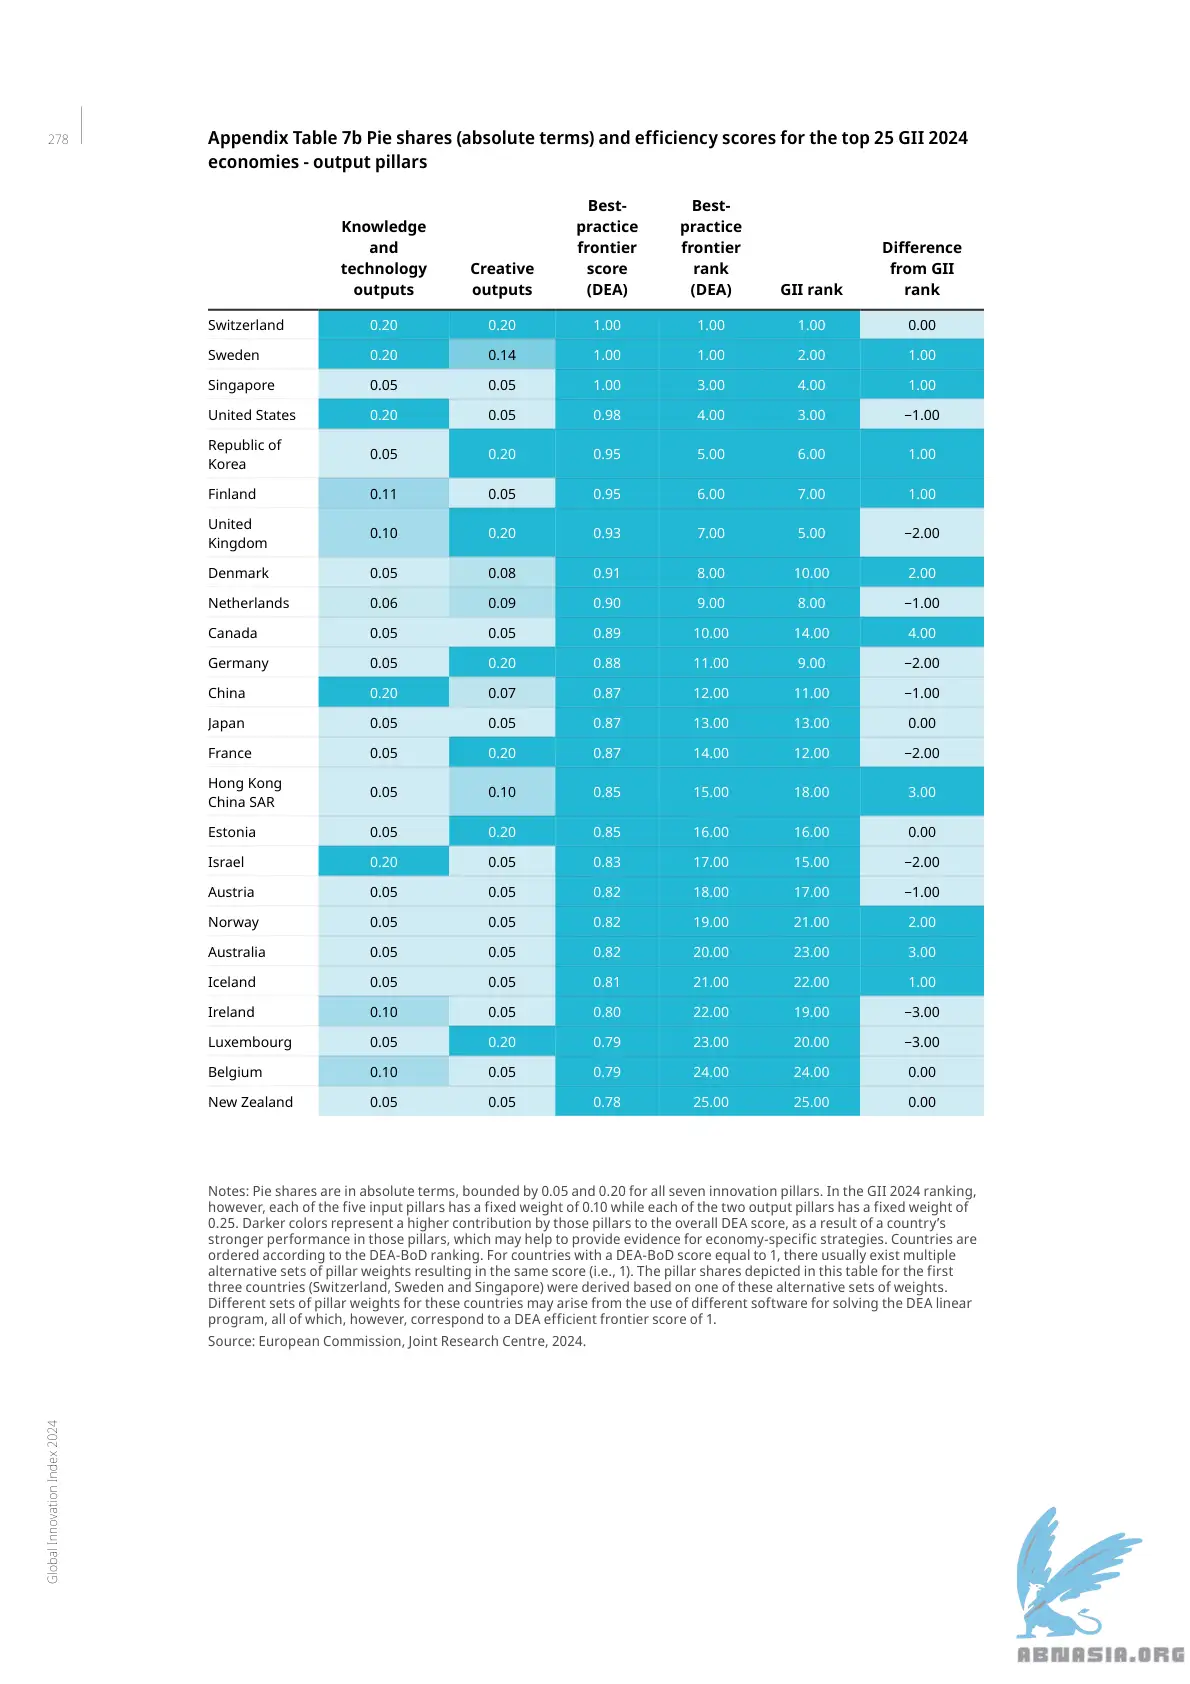 278
Appendix Table 7b Pie shares (absolute terms) and efficiency scores for the top 25 GII 2024
economies - output pillars
Knowledge and technology outputs Creative outputs Best-practice frontier score (DEA) Best-practice frontier rank (DEA) GII rank Difference from GII rank
Switzerland 0.20 0.20 1.00 1.00 1.00 0.00
Sweden 0.20 0.14 1.00 1.00 2.00 1.00
Singapore 0.05 0.05 1.00 3.00 4.00 1.00
United States 0.20 0.05 0.98 4.00 3.00 −1.00
Republic of Korea 0.05 0.20 0.95 5.00 6.00 1.00
Finland 0.11 0.05 0.95 6.00 7.00 1.00
United Kingdom 0.10 0.20 0.93 7.00 5.00 −2.00
Denmark 0.05 0.08 0.91 8.00 10.00 2.00
Netherlands 0.06 0.09 0.90 9.00 8.00 −1.00
Canada 0.05 0.05 0.89 10.00 14.00 4.00
Germany 0.05 0.20 0.88 11.00 9.00 −2.00
China 0.20 0.07 0.87 12.00 11.00 −1.00
Japan 0.05 0.05 0.87 13.00 13.00 0.00
France 0.05 0.20 0.87 14.00 12.00 −2.00
Hong Kong China SAR 0.05 0.10 0.85 15.00 18.00 3.00
Estonia 0.05 0.20 0.85 16.00 16.00 0.00
Israel 0.20 0.05 0.83 17.00 15.00 −2.00
Austria 0.05 0.05 0.82 18.00 17.00 −1.00
Norway 0.05 0.05 0.82 19.00 21.00 2.00
Australia 0.05 0.05 0.82 20.00 23.00 3.00
Iceland 0.05 0.05 0.81 21.00 22.00 1.00
Ireland 0.10 0.05 0.80 22.00 19.00 −3.00
Luxembourg 0.05 0.20 0.79 23.00 20.00 −3.00
Belgium 0.10 0.05 0.79 24.00 24.00 0.00
New Zealand 0.05 0.05 0.78 25.00 25.00 0.00
Notes: Pie shares are in absolute terms, bounded by 0.05 and 0.20 for all seven innovation pillars. In the GII 2024 ranking,
however, each of the five input pillars has a fixed weight of 0.10 while each of the two output pillars has a fixed weight of
0.25. Darker colors represent a higher contribution by those pillars to the overall DEA score, as a result of a country's
stronger performance in those pillars, which may help to provide evidence for economy-specific strategies. Countries are
ordered according to the DEA-BoD ranking. For countries with a DEA-BoD score equal to 1, there usually exist multiple
alternative sets of pillar weights resulting in the same score (i.e., 1). The pillar shares depicted in this table for the first
three countries (Switzerland, Sweden and Singapore) were derived based on one of these alternative sets of weights.
Different sets of pillar weights for these countries may arise from the use of different software for solving the DEA linear
program, all of which, however, correspond to a DEA efficient frontier score of 1.
Source: European Commission, Joint Research Centre, 2024.
Global Innovation Index 2024
ABNASIA.ORG